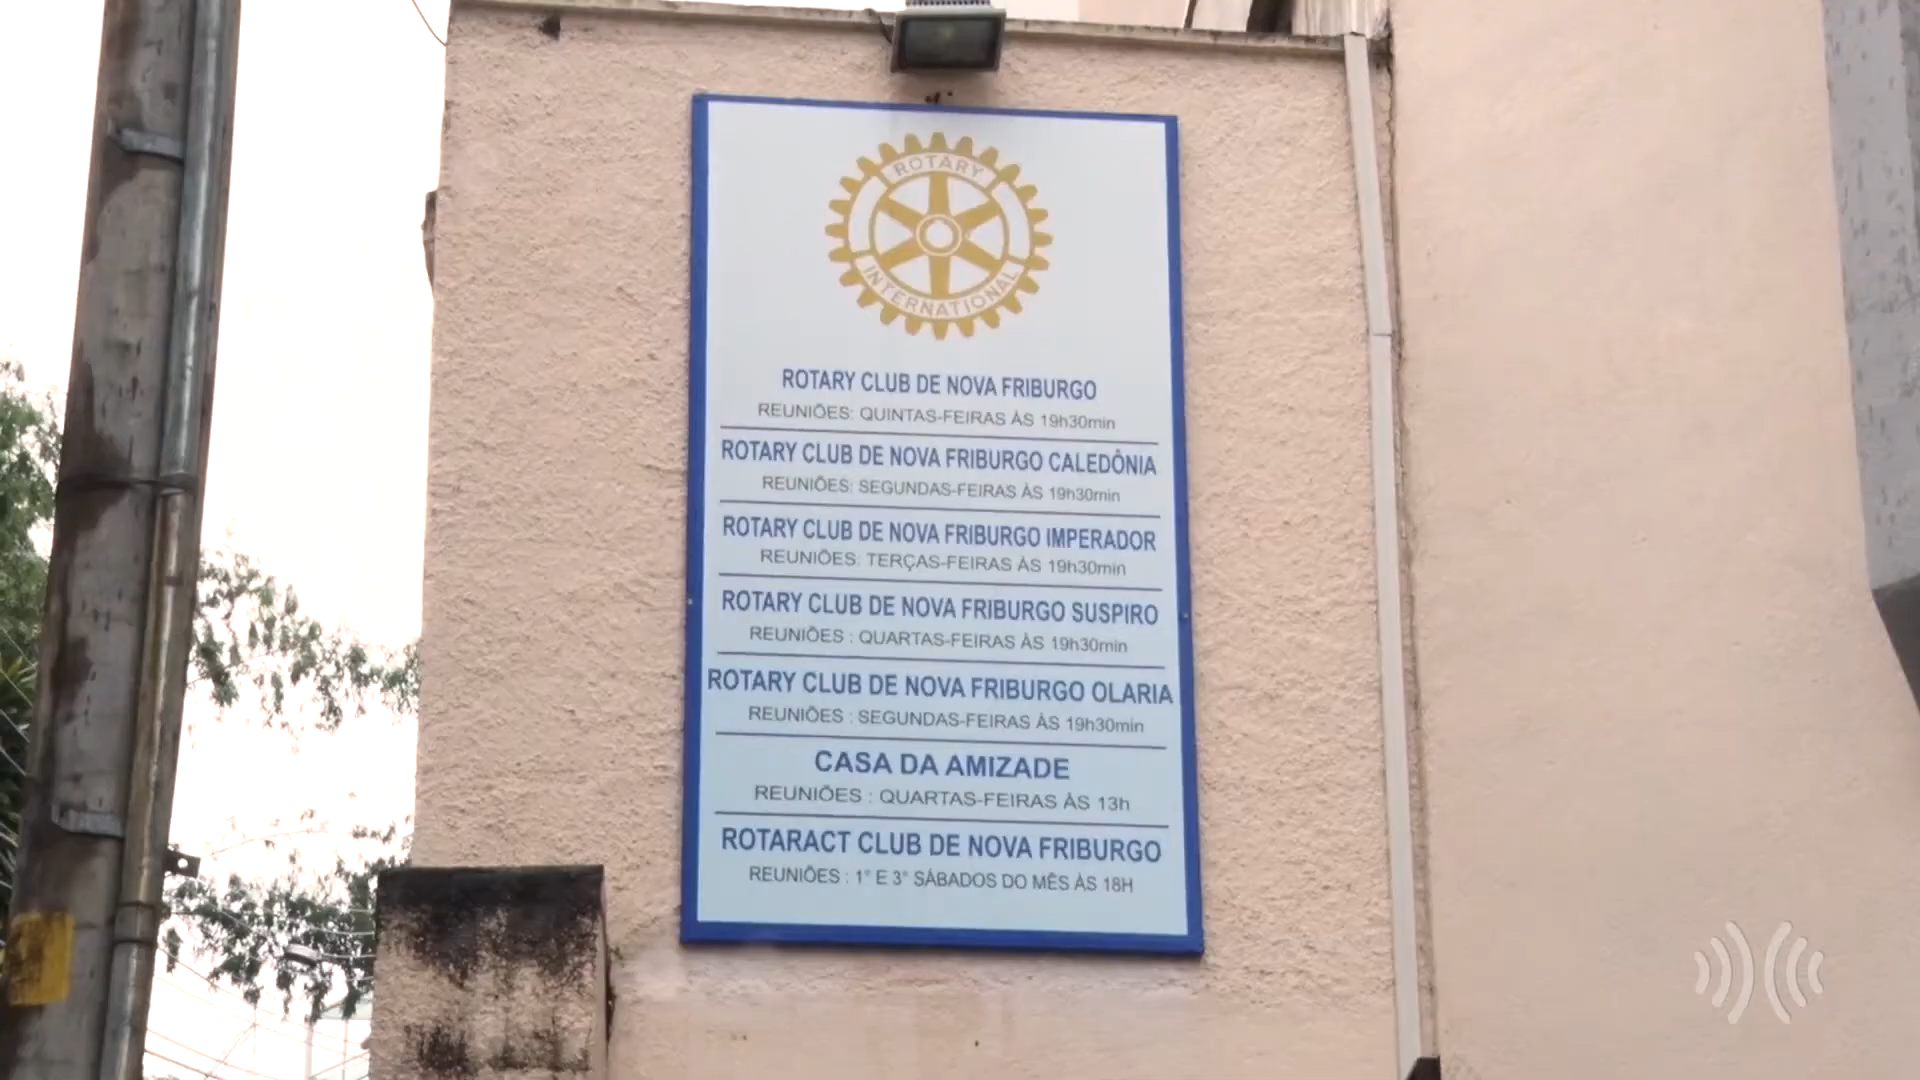 ROTARY
INTERNATIONAL
ROTARY CLUB DE NOVA FRIBURGO
REUNIÕES: QUINTAS-FEIRAS ÀS 19h30min
ROTARY CLUB DE NOVA FRIBURGO CALEDÔNIA
REUNIÕES: SEGUNDAS-FEIRAS ÀS 19h30min
ROTARY CLUB DE NOVA FRIBURGO IMPERADOR
REUNIÕES: TERÇAS-FEIRAS ÀS 19h30min
ROTARY CLUB DE NOVA FRIBURGO SUSPIRO
REUNIÕES : QUARTAS-FEIRAS ÀS 19h30min
ROTARY CLUB DE NOVA FRIBURGO OLARIA
REUNIÕES : SEGUNDAS-FEIRAS ÀS 19h30min
CASA DA AMIZADE
REUNIÕES : QUARTAS-FEIRAS ÀS 13h
ROTARACT CLUB DE NOVA FRIBURGO
REUNIÕES : 1° E 3° SÁBADOS DO MÊS ÀS 18H